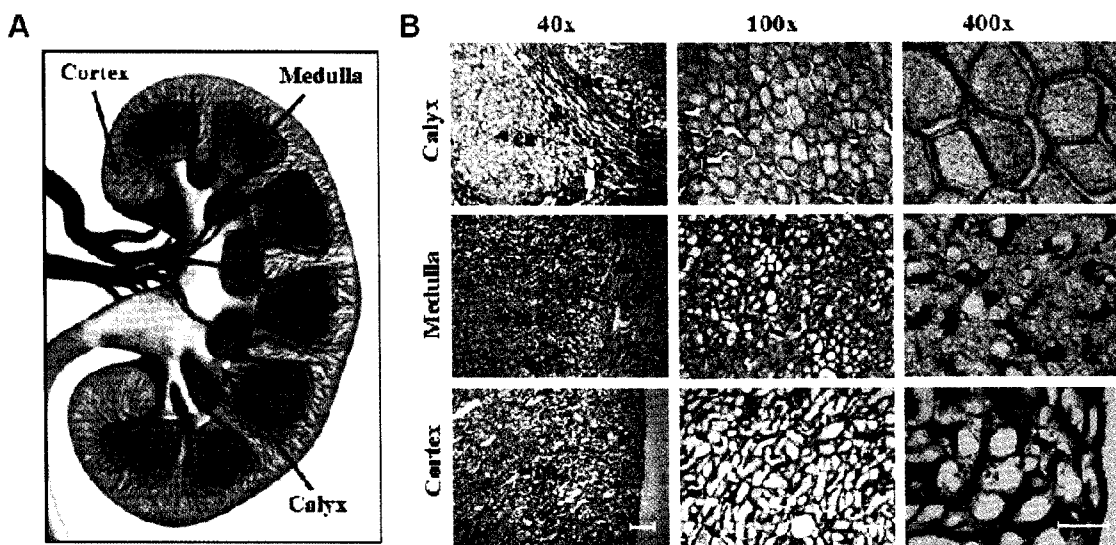 A
Cortex
Medulla
Calyx
B
40x
100x
400x
Calyx
Medulla
Cortex